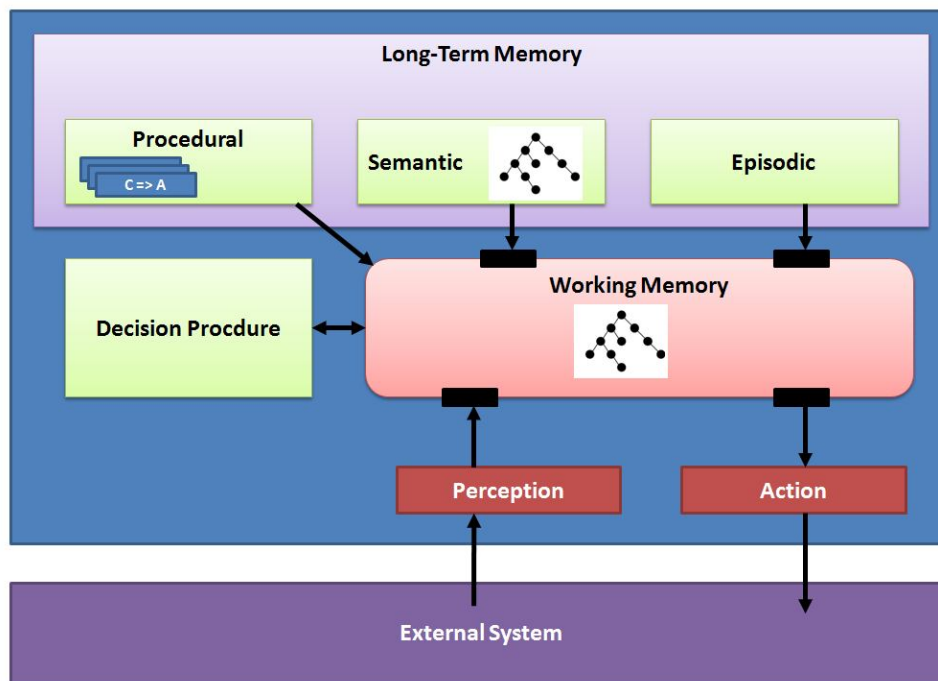 Long-Term Memory
Procedural
C => A
Semantic
Episodic
Working Memory
Decision Procdure
Perception
Action
External System